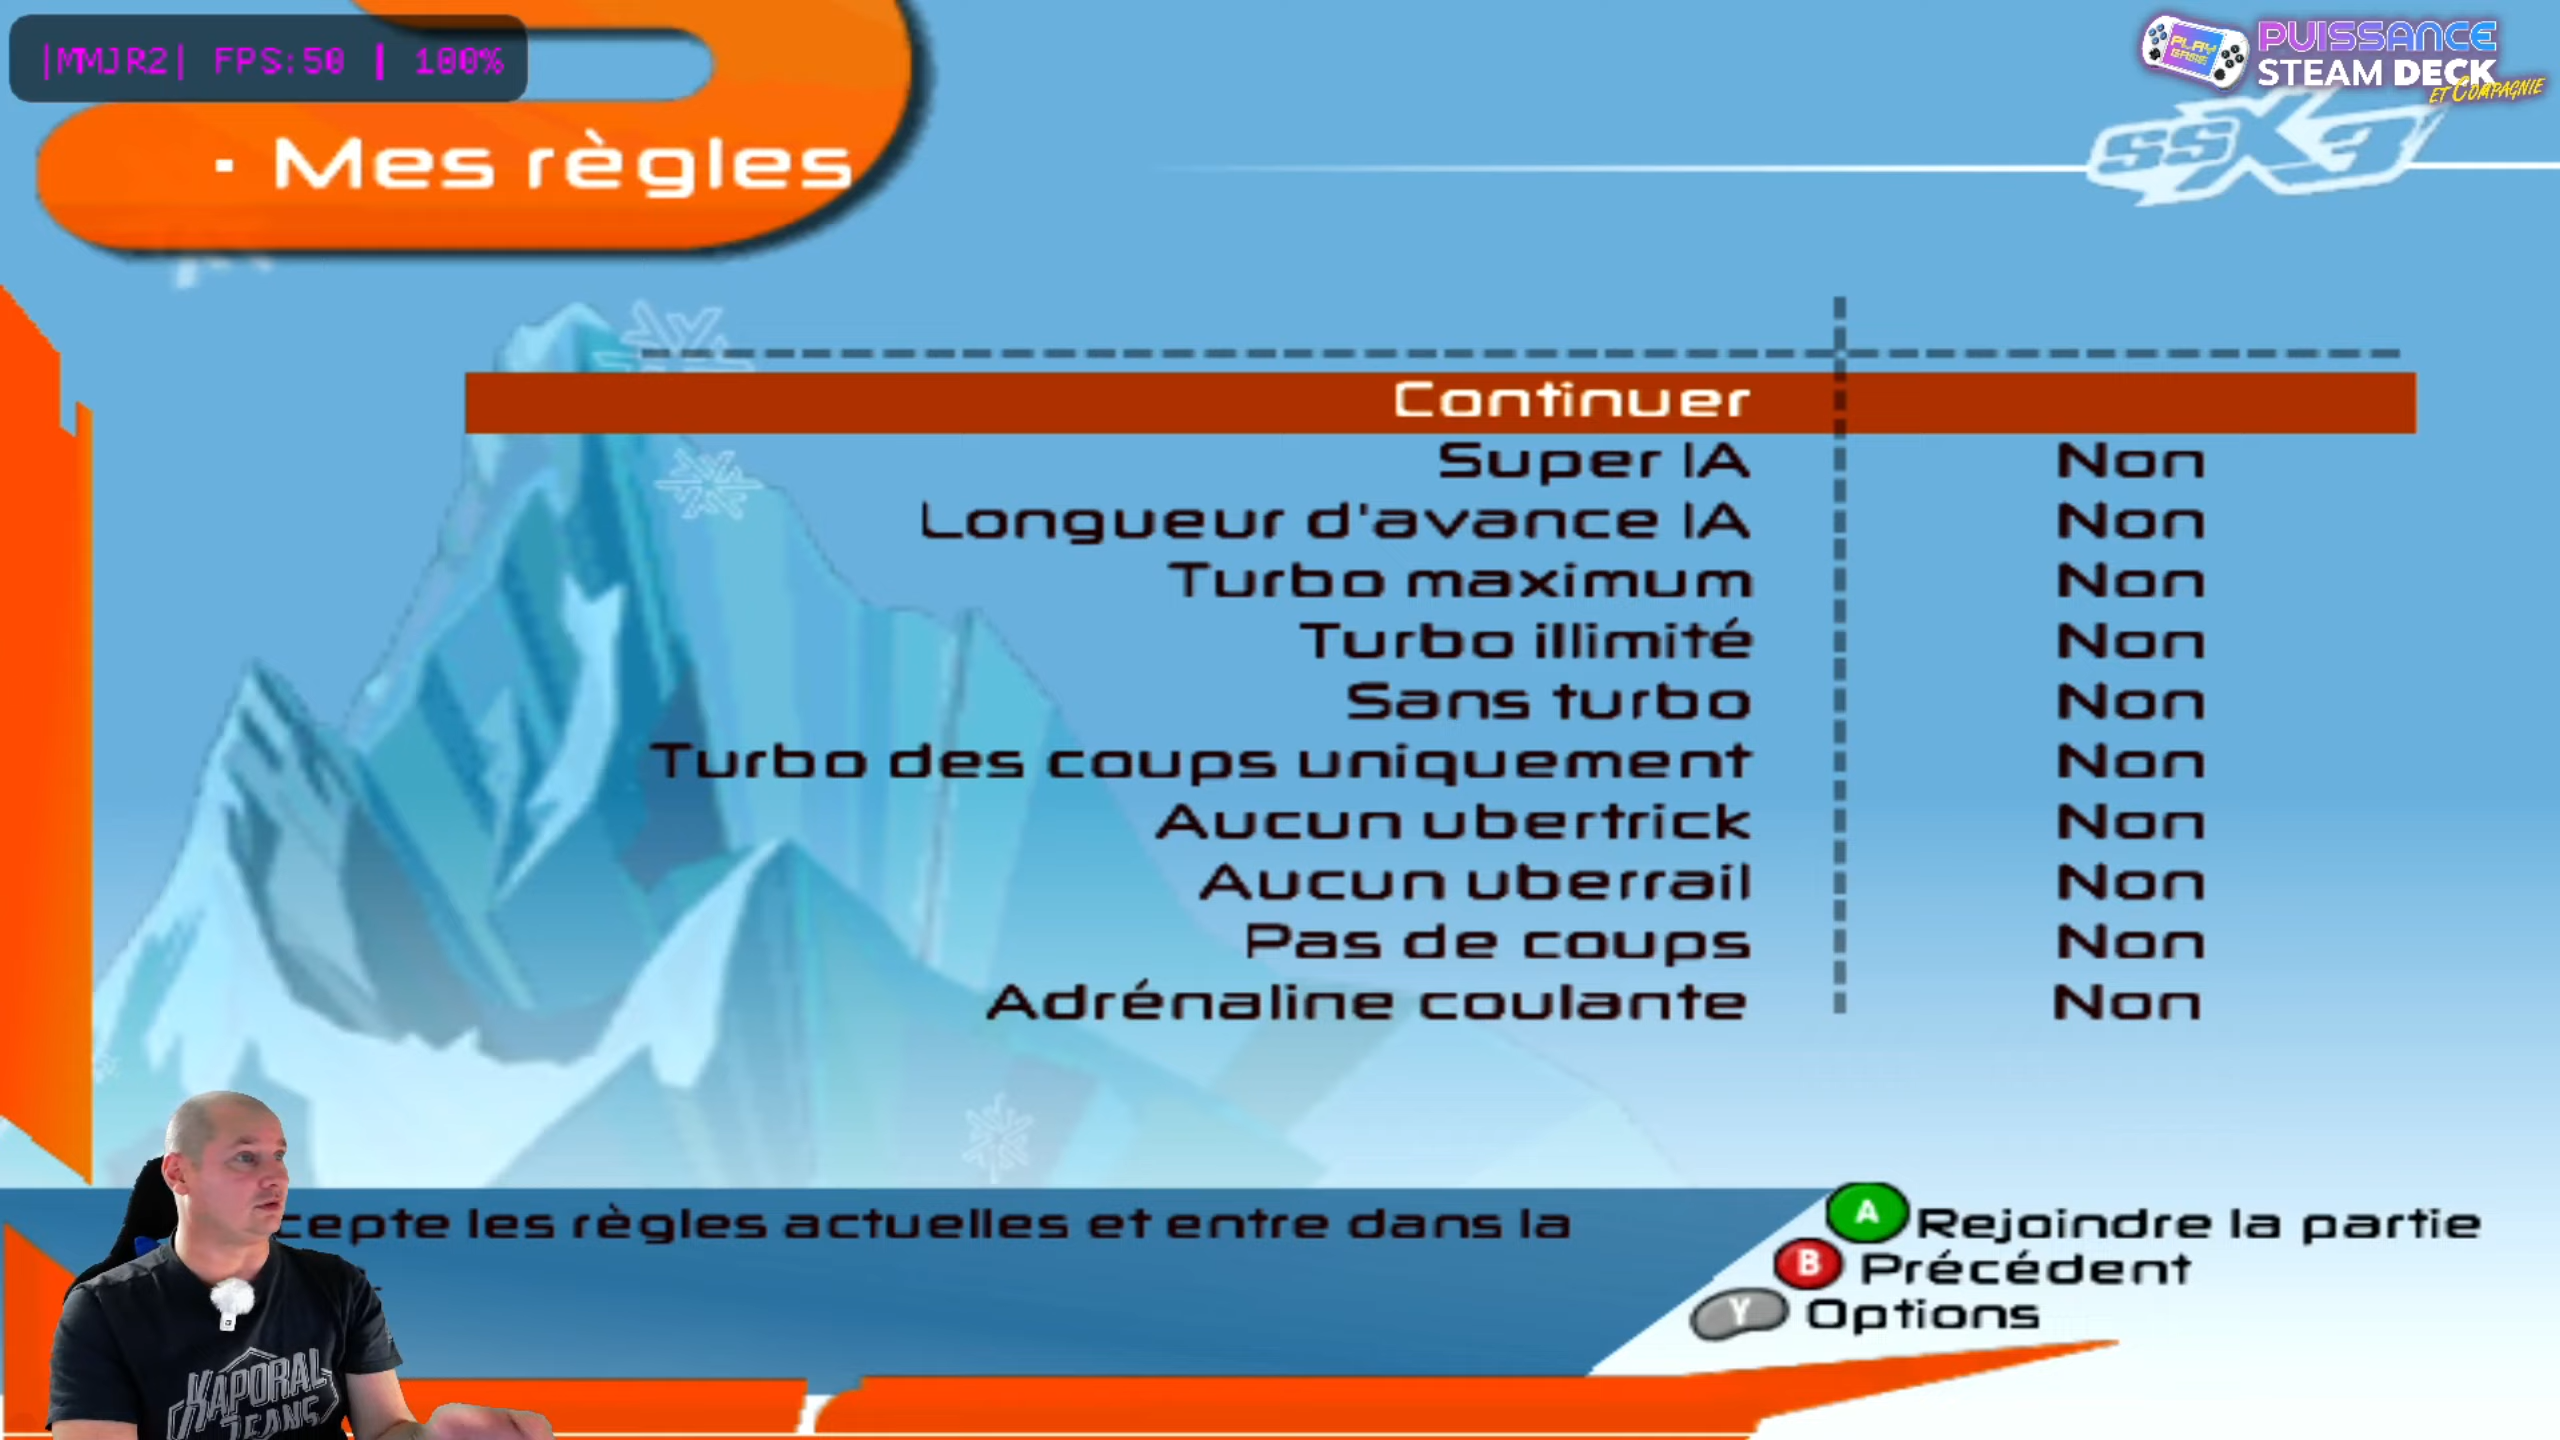 |MMJR2| FPS:50 | 100%
PUISSANCE
STEAM DECK
ET COMPAGNIE
PLAY
GAME
SSX3
· Mes règles
Continuer
Super IA Non
Longueur d'avance IA Non
Turbo maximum Non
Turbo illimité Non
Sans turbo Non
Turbo des coups uniquement Non
Aucun ubertrick Non
Aucun uberrail Non
Pas de coups Non
Adrénaline coulante Non
cepte les règles actuelles et entre dans la
A Rejoindre la partie
B Précédent
Y Options
KAPORAL
JEANS